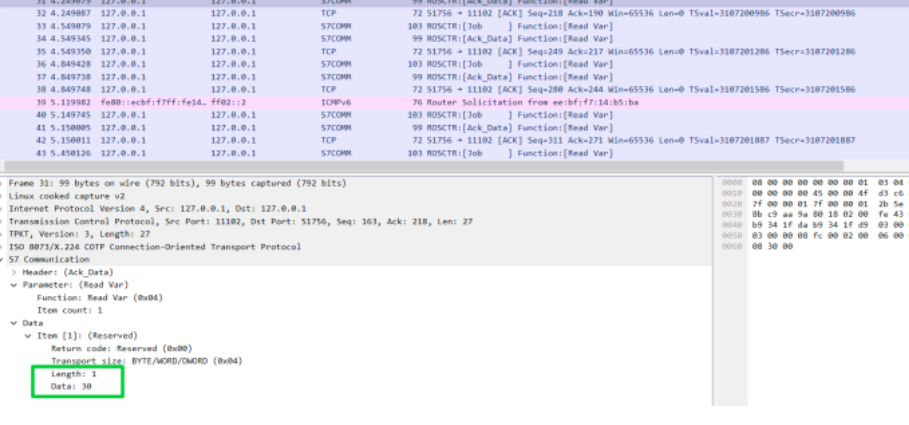 31 4.249079 127.0.0.1 127.0.0.1 S7COMM 99 ROSCTR:[Ack_Data] Function:[Read Var]
32 4.249087 127.0.0.1 127.0.0.1 TCP 72 51756 → 11102 [ACK] Seq=218 Ack=190 Win=65536 Len=0 TSval=3107200986 TSecr=3107200986
33 4.549079 127.0.0.1 127.0.0.1 S7COMM 103 ROSCTR:[Job ] Function:[Read Var]
34 4.549345 127.0.0.1 127.0.0.1 S7COMM 99 ROSCTR:[Ack_Data] Function:[Read Var]
35 4.549350 127.0.0.1 127.0.0.1 TCP 72 51756 → 11102 [ACK] Seq=249 Ack=217 Win=65536 Len=0 TSval=3107201286 TSecr=3107201286
36 4.849428 127.0.0.1 127.0.0.1 S7COMM 103 ROSCTR:[Job ] Function:[Read Var]
37 4.849738 127.0.0.1 127.0.0.1 S7COMM 99 ROSCTR:[Ack_Data] Function:[Read Var]
38 4.849748 127.0.0.1 127.0.0.1 TCP 72 51756 → 11102 [ACK] Seq=280 Ack=244 Win=65536 Len=0 TSval=3107201586 TSecr=3107201586
39 5.119982 fe80::ecbf:f7ff:fe14… ff02::2 ICMPv6 76 Router Solicitation from ee:bf:f7:14:b5:ba
40 5.149745 127.0.0.1 127.0.0.1 S7COMM 103 ROSCTR:[Job ] Function:[Read Var]
41 5.150005 127.0.0.1 127.0.0.1 S7COMM 99 ROSCTR:[Ack_Data] Function:[Read Var]
42 5.150011 127.0.0.1 127.0.0.1 TCP 72 51756 → 11102 [ACK] Seq=311 Ack=271 Win=65536 Len=0 TSval=3107201887 TSecr=3107201887
43 5.450126 127.0.0.1 127.0.0.1 S7COMM 103 ROSCTR:[Job ] Function:[Read Var]
Frame 31: 99 bytes on wire (792 bits), 99 bytes captured (792 bits)
Linux cooked capture v2
Internet Protocol Version 4, Src: 127.0.0.1, Dst: 127.0.0.1
Transmission Control Protocol, Src Port: 11102, Dst Port: 51756, Seq: 163, Ack: 218, Len: 27
TPKT, Version: 3, Length: 27
ISO 8073/X.224 COTP Connection-Oriented Transport Protocol
S7 Communication
Header: (Ack_Data)
Parameter: (Read Var)
Function: Read Var (0x04)
Item count: 1
Data
Item [1]: (Reserved)
Return code: Reserved (0x00)
Transport size: BYTE/WORD/DWORD (0x04)
Length: 1
Data: 30
0000 08 00 00 00 00 00 00 01 03 04
0010 00 00 00 00 45 00 00 4f d3 c6
0020 7f 00 00 01 7f 00 00 01 2b 5e
0030 8b c9 aa 9a 80 18 02 00 fe 43
0040 b9 34 1f da b9 34 1f d9 03 00
0050 03 00 00 08 fc 00 02 00 06 00
0060 08 30 00